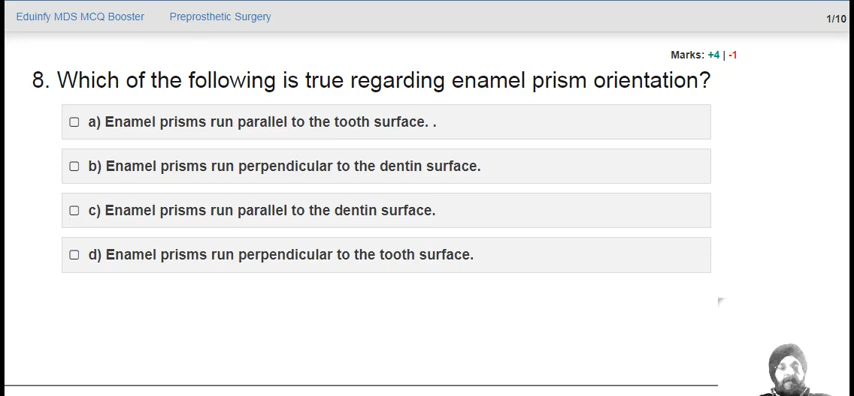 Eduinfy MDS MCQ Booster Preprosthetic Surgery 1/10
Marks: +4 | -1
8. Which of the following is true regarding enamel prism orientation?
a) Enamel prisms run parallel to the tooth surface. .
b) Enamel prisms run perpendicular to the dentin surface.
c) Enamel prisms run parallel to the dentin surface.
d) Enamel prisms run perpendicular to the tooth surface.